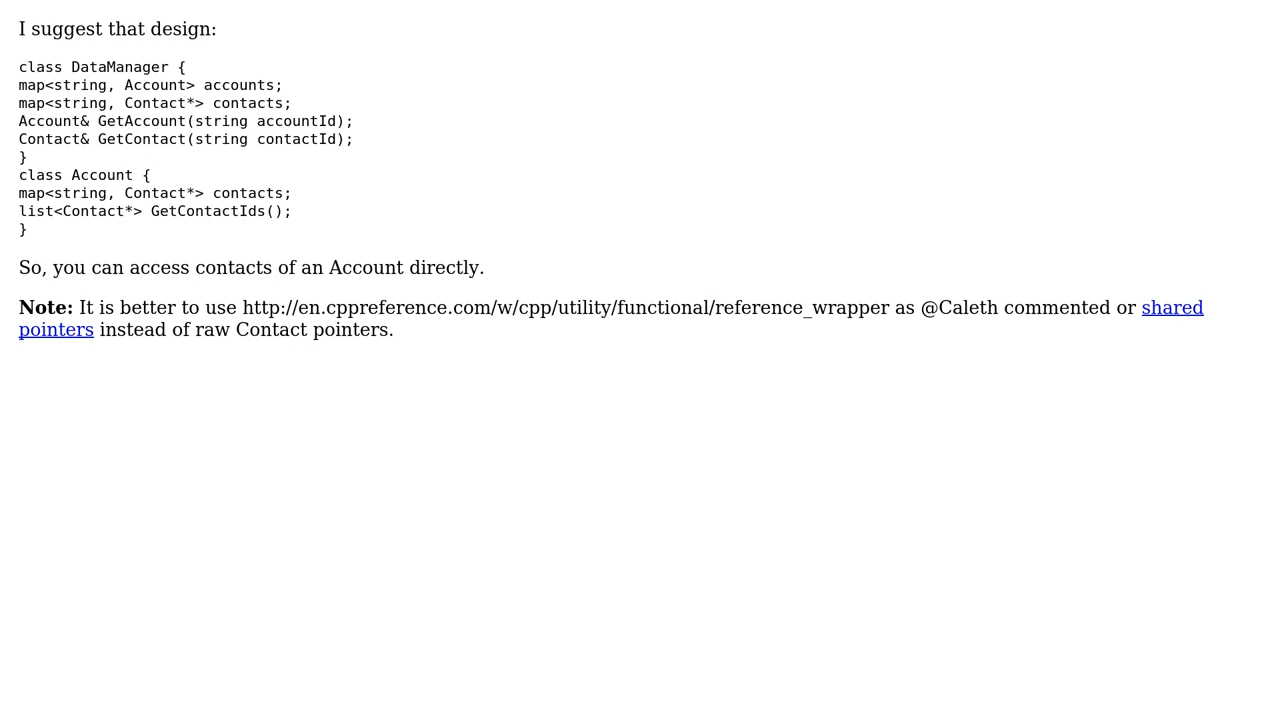 I suggest that design:
class DataManager {
map<string, Account> accounts;
map<string, Contact*> contacts;
Account& GetAccount(string accountId);
Contact& GetContact(string contactId);
}
class Account {
map<string, Contact*> contacts;
list<Contact*> GetContactIds();
}
So, you can access contacts of an Account directly.
Note: It is better to use http://en.cppreference.com/w/cpp/utility/functional/reference_wrapper as @Caleth commented or shared
pointers instead of raw Contact pointers.